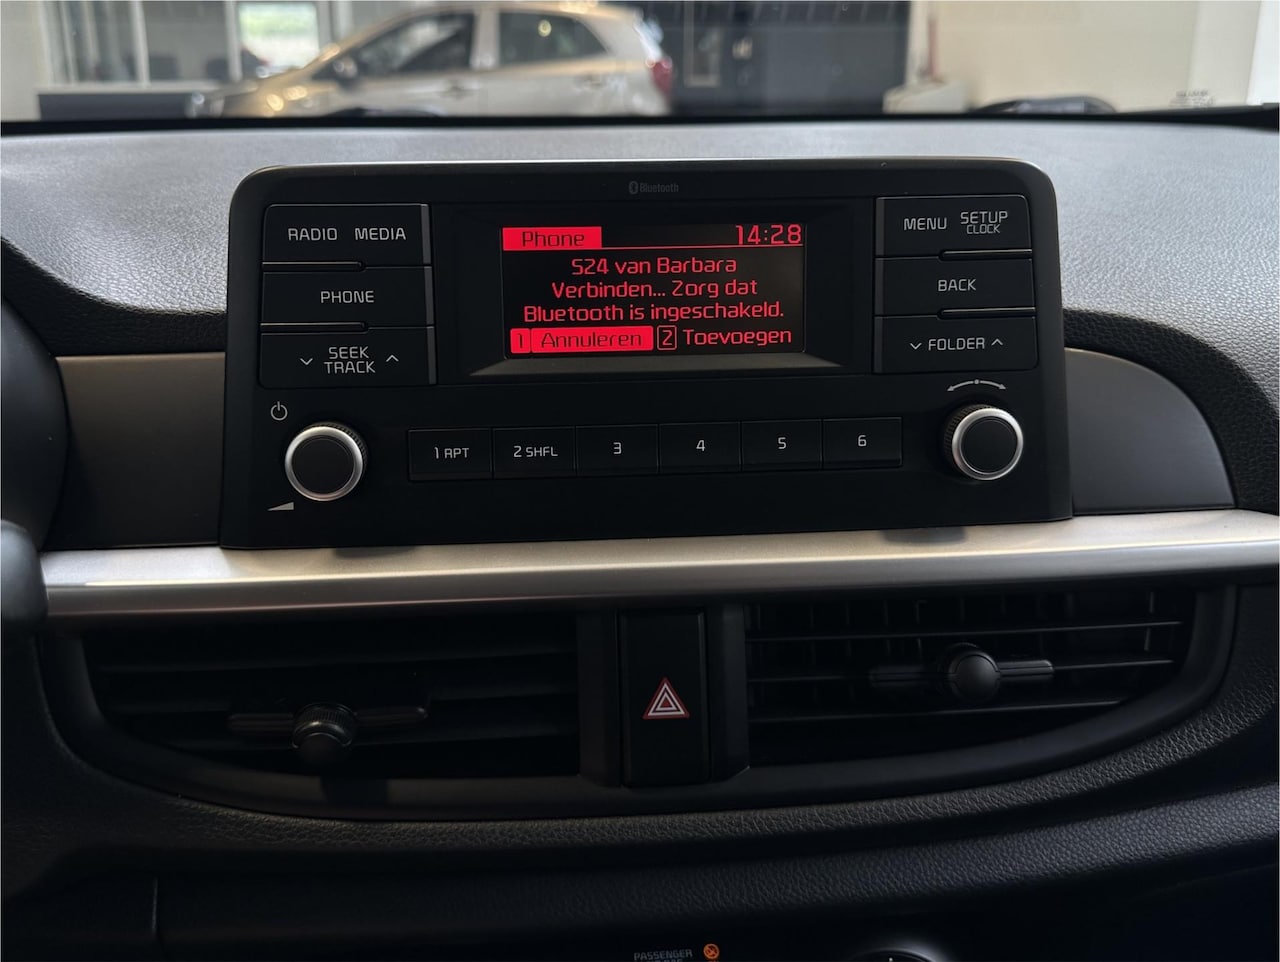 Bluetooth
RADIO MEDIA
PHONE
SEEK
TRACK
Phone 14:28
S24 van Barbara
Verbinden... Zorg dat
Bluetooth is ingeschakeld.
1 Annuleren 2 Toevoegen
MENU SETUP
CLOCK
BACK
FOLDER
1 RPT 2 SHFL 3 4 5 6
PASSENGER